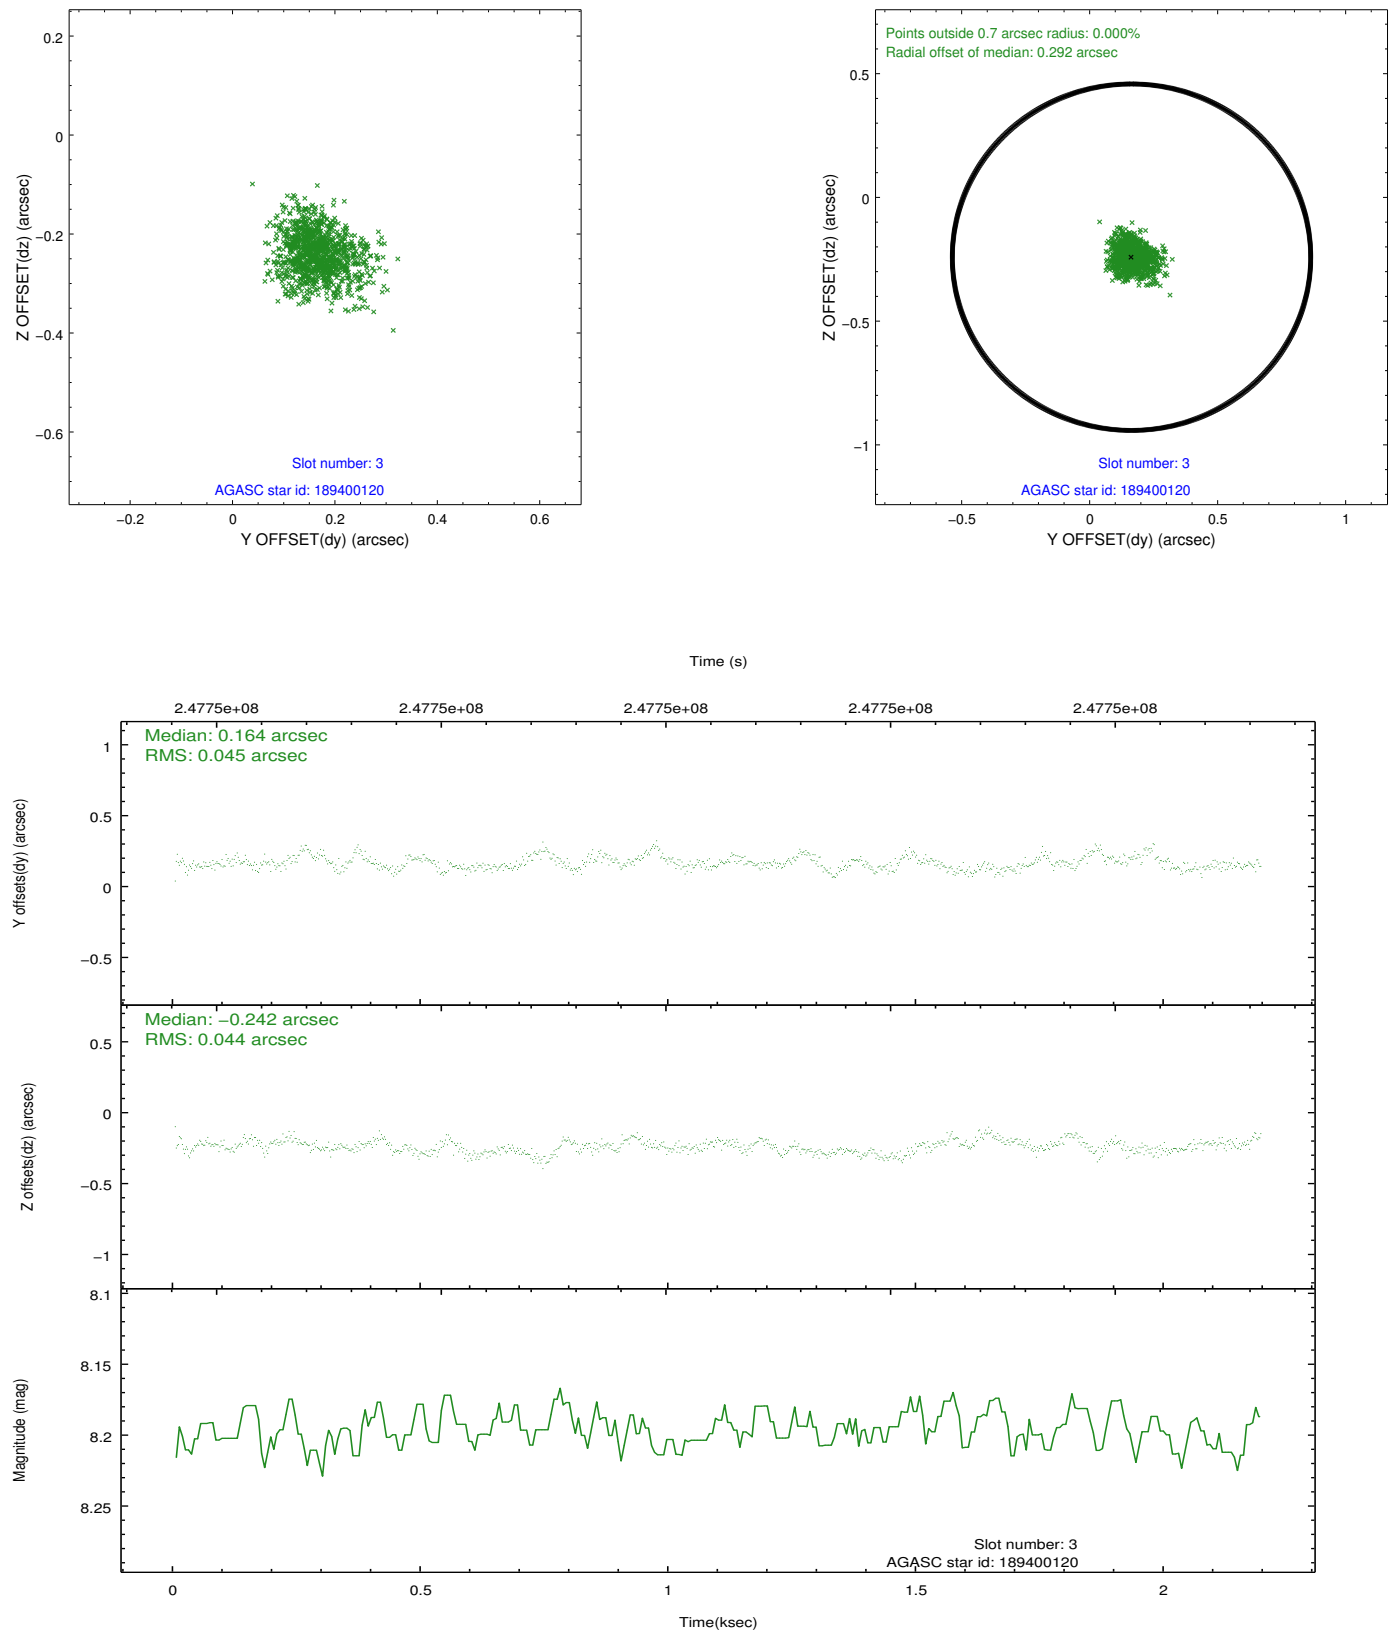 0.2
0
−0.2
−0.4
−0.6
Z OFFSET(dz) (arcsec)
Slot number: 3
AGASC star id: 189400120
−0.2
0
0.2
0.4
0.6
Y OFFSET(dy) (arcsec)
Points outside 0.7 arcsec radius: 0.000%
Radial offset of median: 0.292 arcsec
0.5
0
−0.5
−1
Z OFFSET(dz) (arcsec)
Slot number: 3
AGASC star id: 189400120
−0.5
0
0.5
1
Y OFFSET(dy) (arcsec)
Time (s)
2.4775e+08
2.4775e+08
2.4775e+08
2.4775e+08
2.4775e+08
Median: 0.164 arcsec
RMS: 0.045 arcsec
1
0.5
0
−0.5
Y offsets(dy) (arcsec)
Median: −0.242 arcsec
RMS: 0.044 arcsec
0.5
0
−0.5
−1
Z offsets(dz) (arcsec)
8.1
8.15
8.2
8.25
Magnitude (mag)
Slot number: 3
AGASC star id: 189400120
0
0.5
1
1.5
2
Time(ksec)